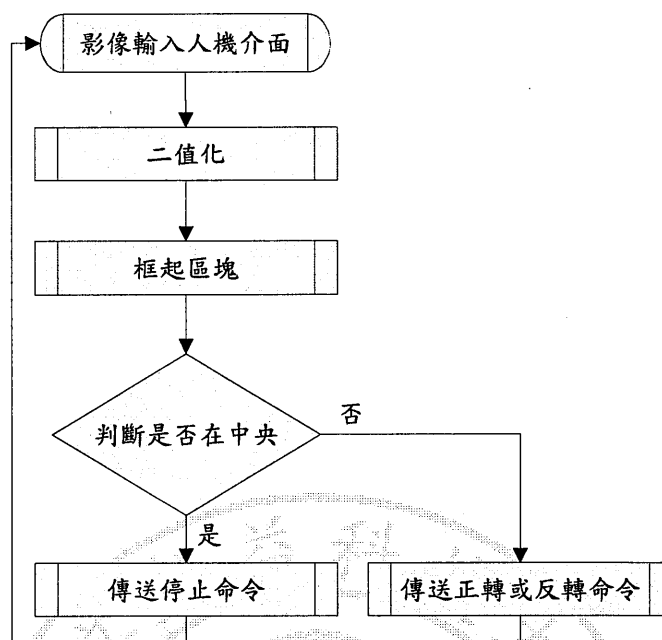 影像輸入人機介面
二值化
框起區塊
判斷是否在中央
否
是
傳送停止命令
傳送正轉或反轉命令